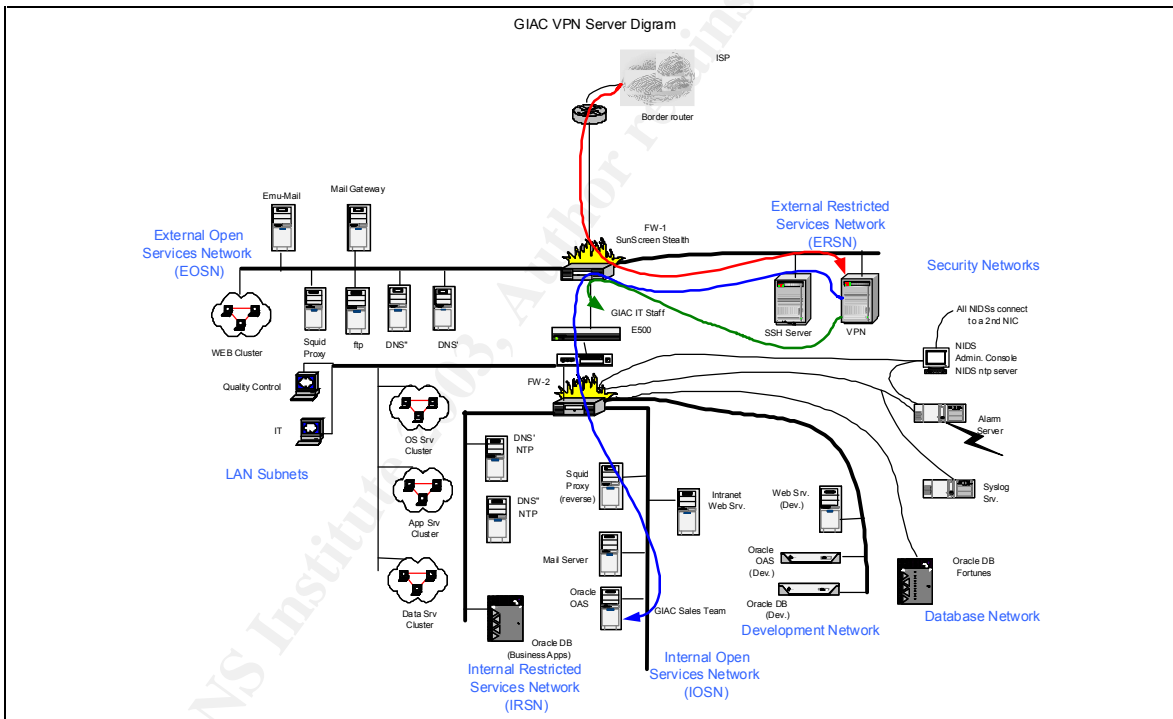 GIAC VPN Server Digram
ISP
Border router
Emu-Mail
Mail Gateway
External Open
Services Network
(EOSN)
FW-1
SunScreen Stealth
External Restricted
Services Network
(ERSN)
Security Networks
WEB Cluster
Squid
Proxy
ftp
DNS"
DNS'
GIAC IT Staff
E500
SSH Server
VPN
All NIDSs connect
to a 2nd NIC
NIDS
Admin. Console
NIDS ntp server
Quality Control
FW-2
IT
OS Srv
Cluster
Alarm
Server
LAN Subnets
DNS'
NTP
Squid
Proxy
(reverse)
Intranet
Web Srv.
Web Srv.
(Dev.)
Syslog
Srv.
App Srv
Cluster
DNS"
NTP
Mail Server
Oracle
OAS
(Dev.)
Oracle DB
Fortunes
Data Srv
Cluster
Oracle
OAS
GIAC Sales Team
Oracle DB
(Dev.)
Database Network
Development Network
Oracle DB
(Business Apps)
Internal Restricted
Services Network
(IRSN)
Internal Open
Services Network
(IOSN)
NS Institute 2003, Author retains